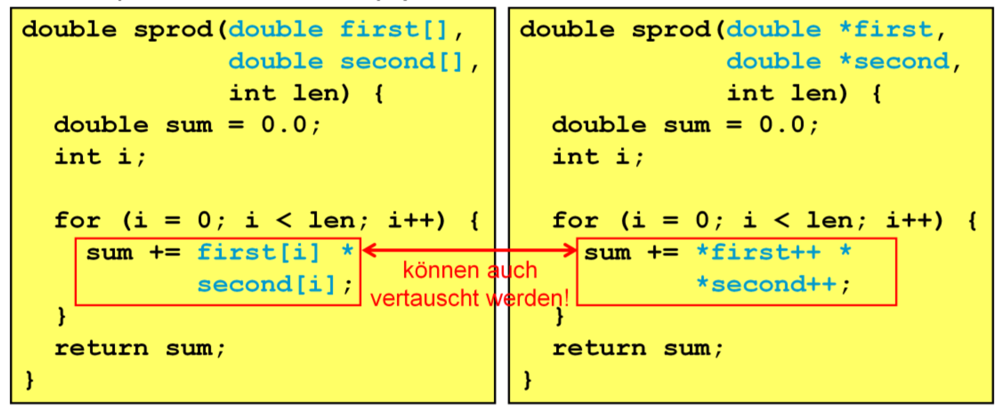 double sprod(double first[],
double second[],
int len) {
double sum = 0.0;
int i;
for (i = 0; i < len; i++) {
sum += first[i] *
second[i];
}
return sum;
}
können auch
vertauscht werden!
double sprod(double *first,
double *second,
int len) {
double sum = 0.0;
int i;
for (i = 0; i < len; i++) {
sum += *first++ *
*second++;
}
return sum;
}